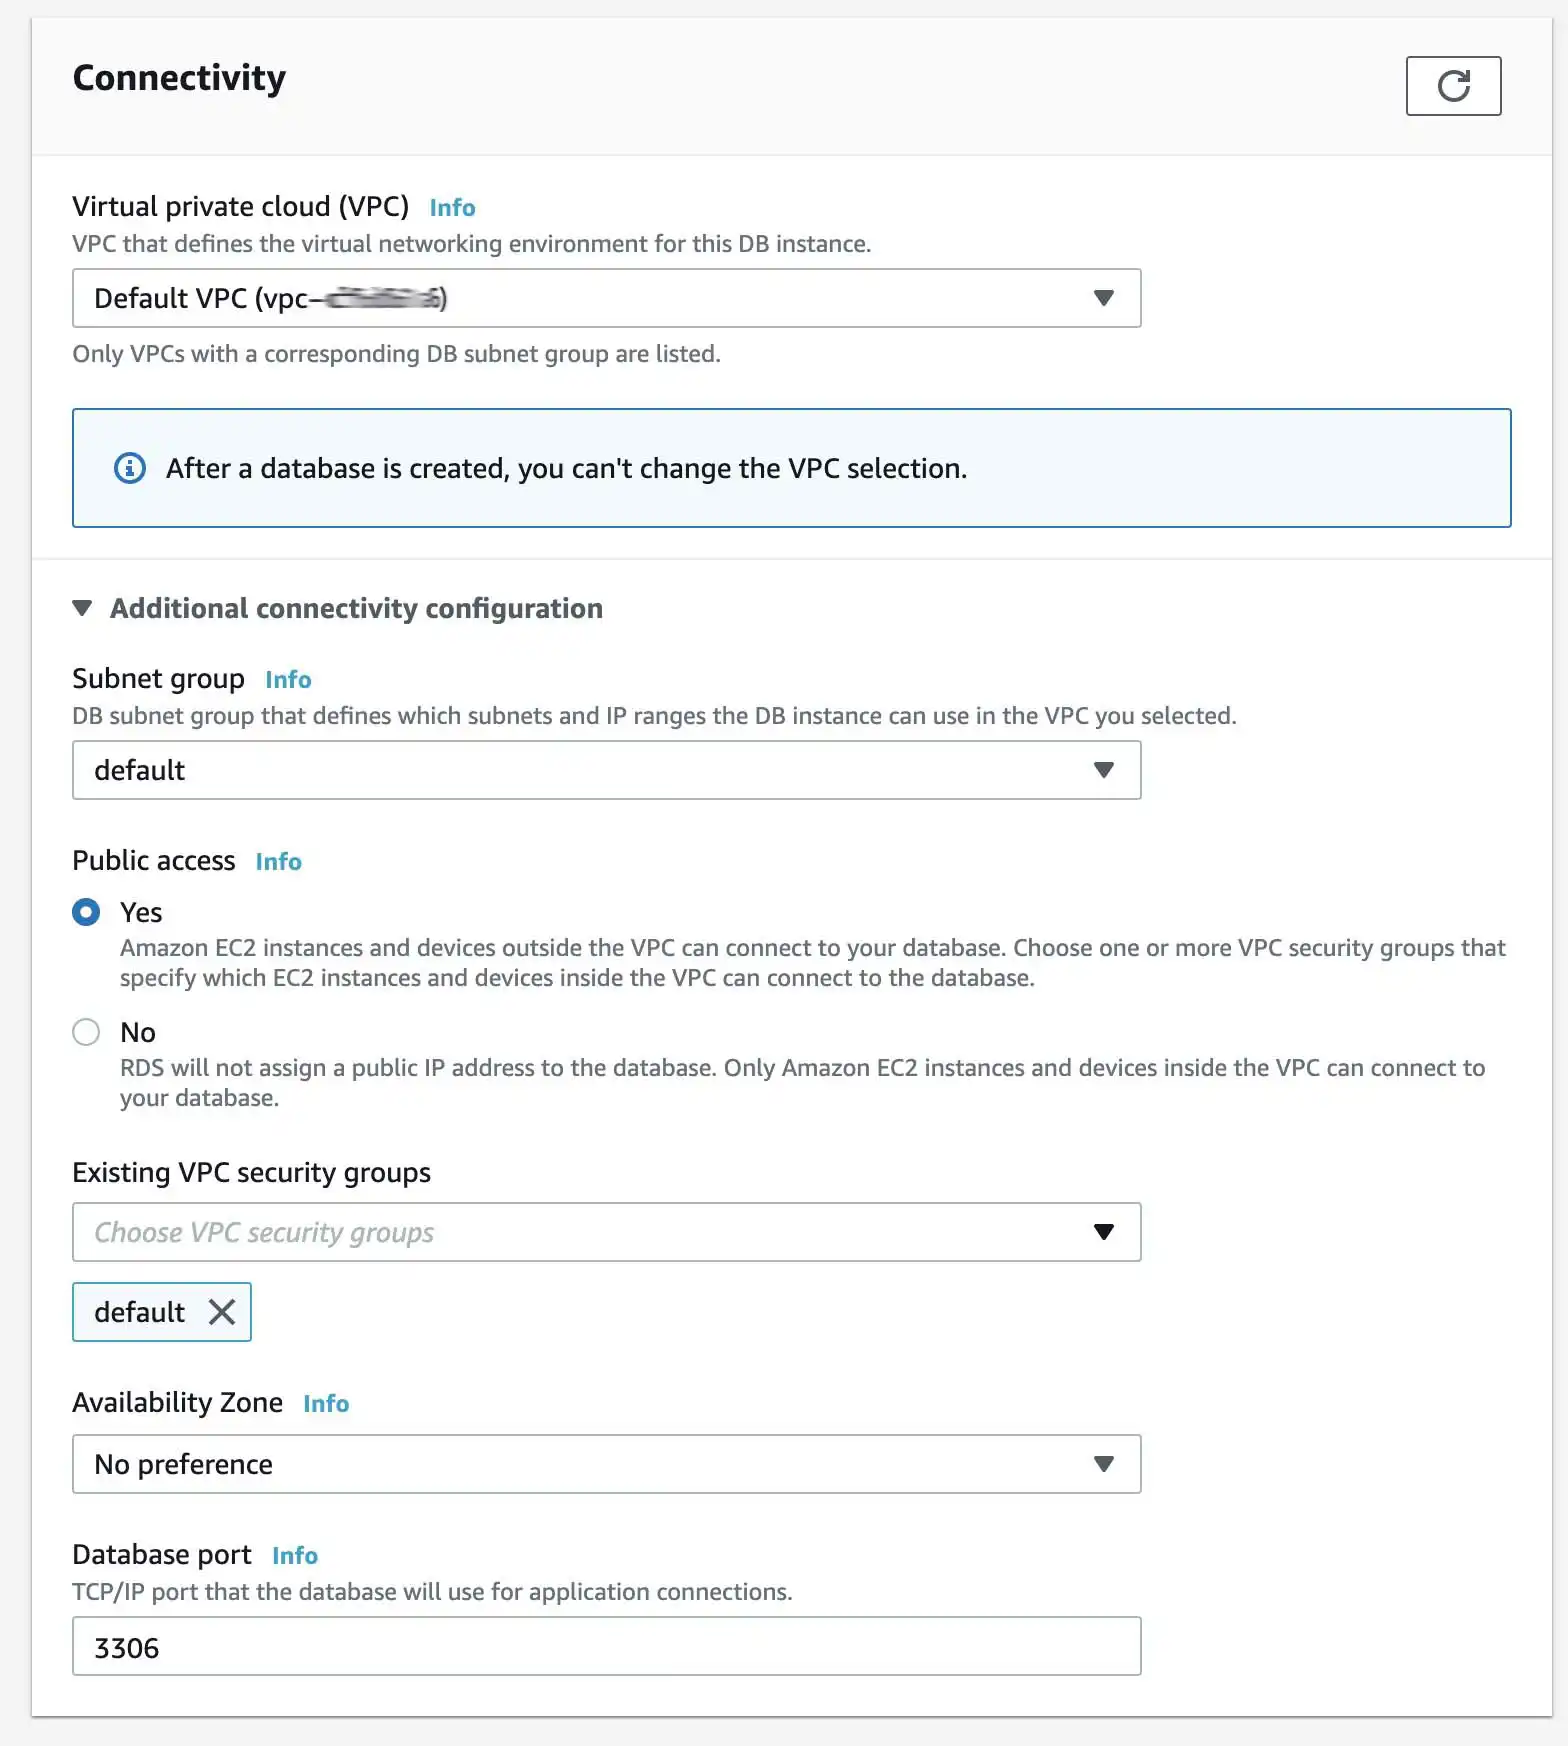 Connectivity
Virtual private cloud (VPC) Info
VPC that defines the virtual networking environment for this DB instance.
Default VPC (vpc-
Only VPCs with a corresponding DB subnet group are listed.
After a database is created, you can't change the VPC selection.
Additional connectivity configuration
Subnet group Info
DB subnet group that defines which subnets and IP ranges the DB instance can use in the VPC you selected.
default
Public access Info
Yes
Amazon EC2 instances and devices outside the VPC can connect to your database. Choose one or more VPC security groups that
specify which EC2 instances and devices inside the VPC can connect to the database.
No
RDS will not assign a public IP address to the database. Only Amazon EC2 instances and devices inside the VPC can connect to
your database.
Existing VPC security groups
Choose VPC security groups
default
Availability Zone Info
No preference
Database port Info
TCP/IP port that the database will use for application connections.
3306